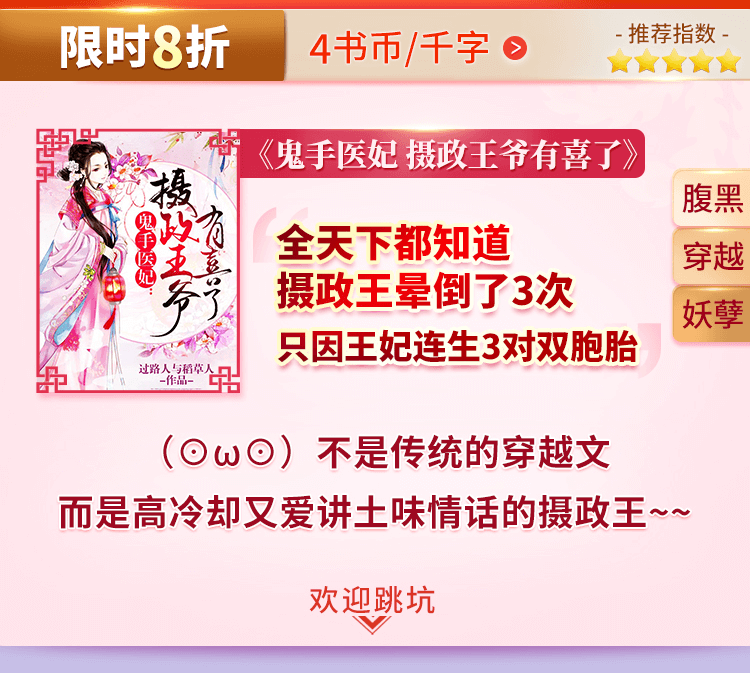 限时8折
4书币/千字 >
- 推荐指数 -
《鬼手医妃 摄政王爷有喜了》
鬼手医妃:
摄政王爷
有喜了
过路人与稻草人
-作品-
全天下都知道
摄政王晕倒了3次
只因王妃连生3对双胞胎
腹黑
穿越
妖孽
(⊙ω⊙)不是传统的穿越文
而是高冷却又爱讲土味情话的摄政王~~
欢迎跳坑